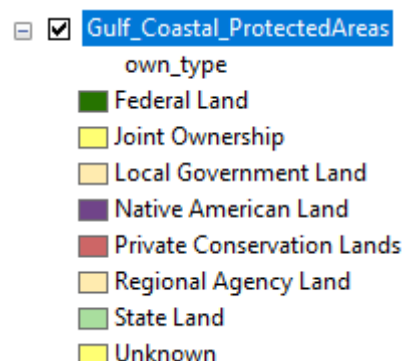 Gulf_Coastal_ProtectedAreas
own_type
Federal Land
Joint Ownership
Local Government Land
Native American Land
Private Conservation Lands
Regional Agency Land
State Land
Unknown